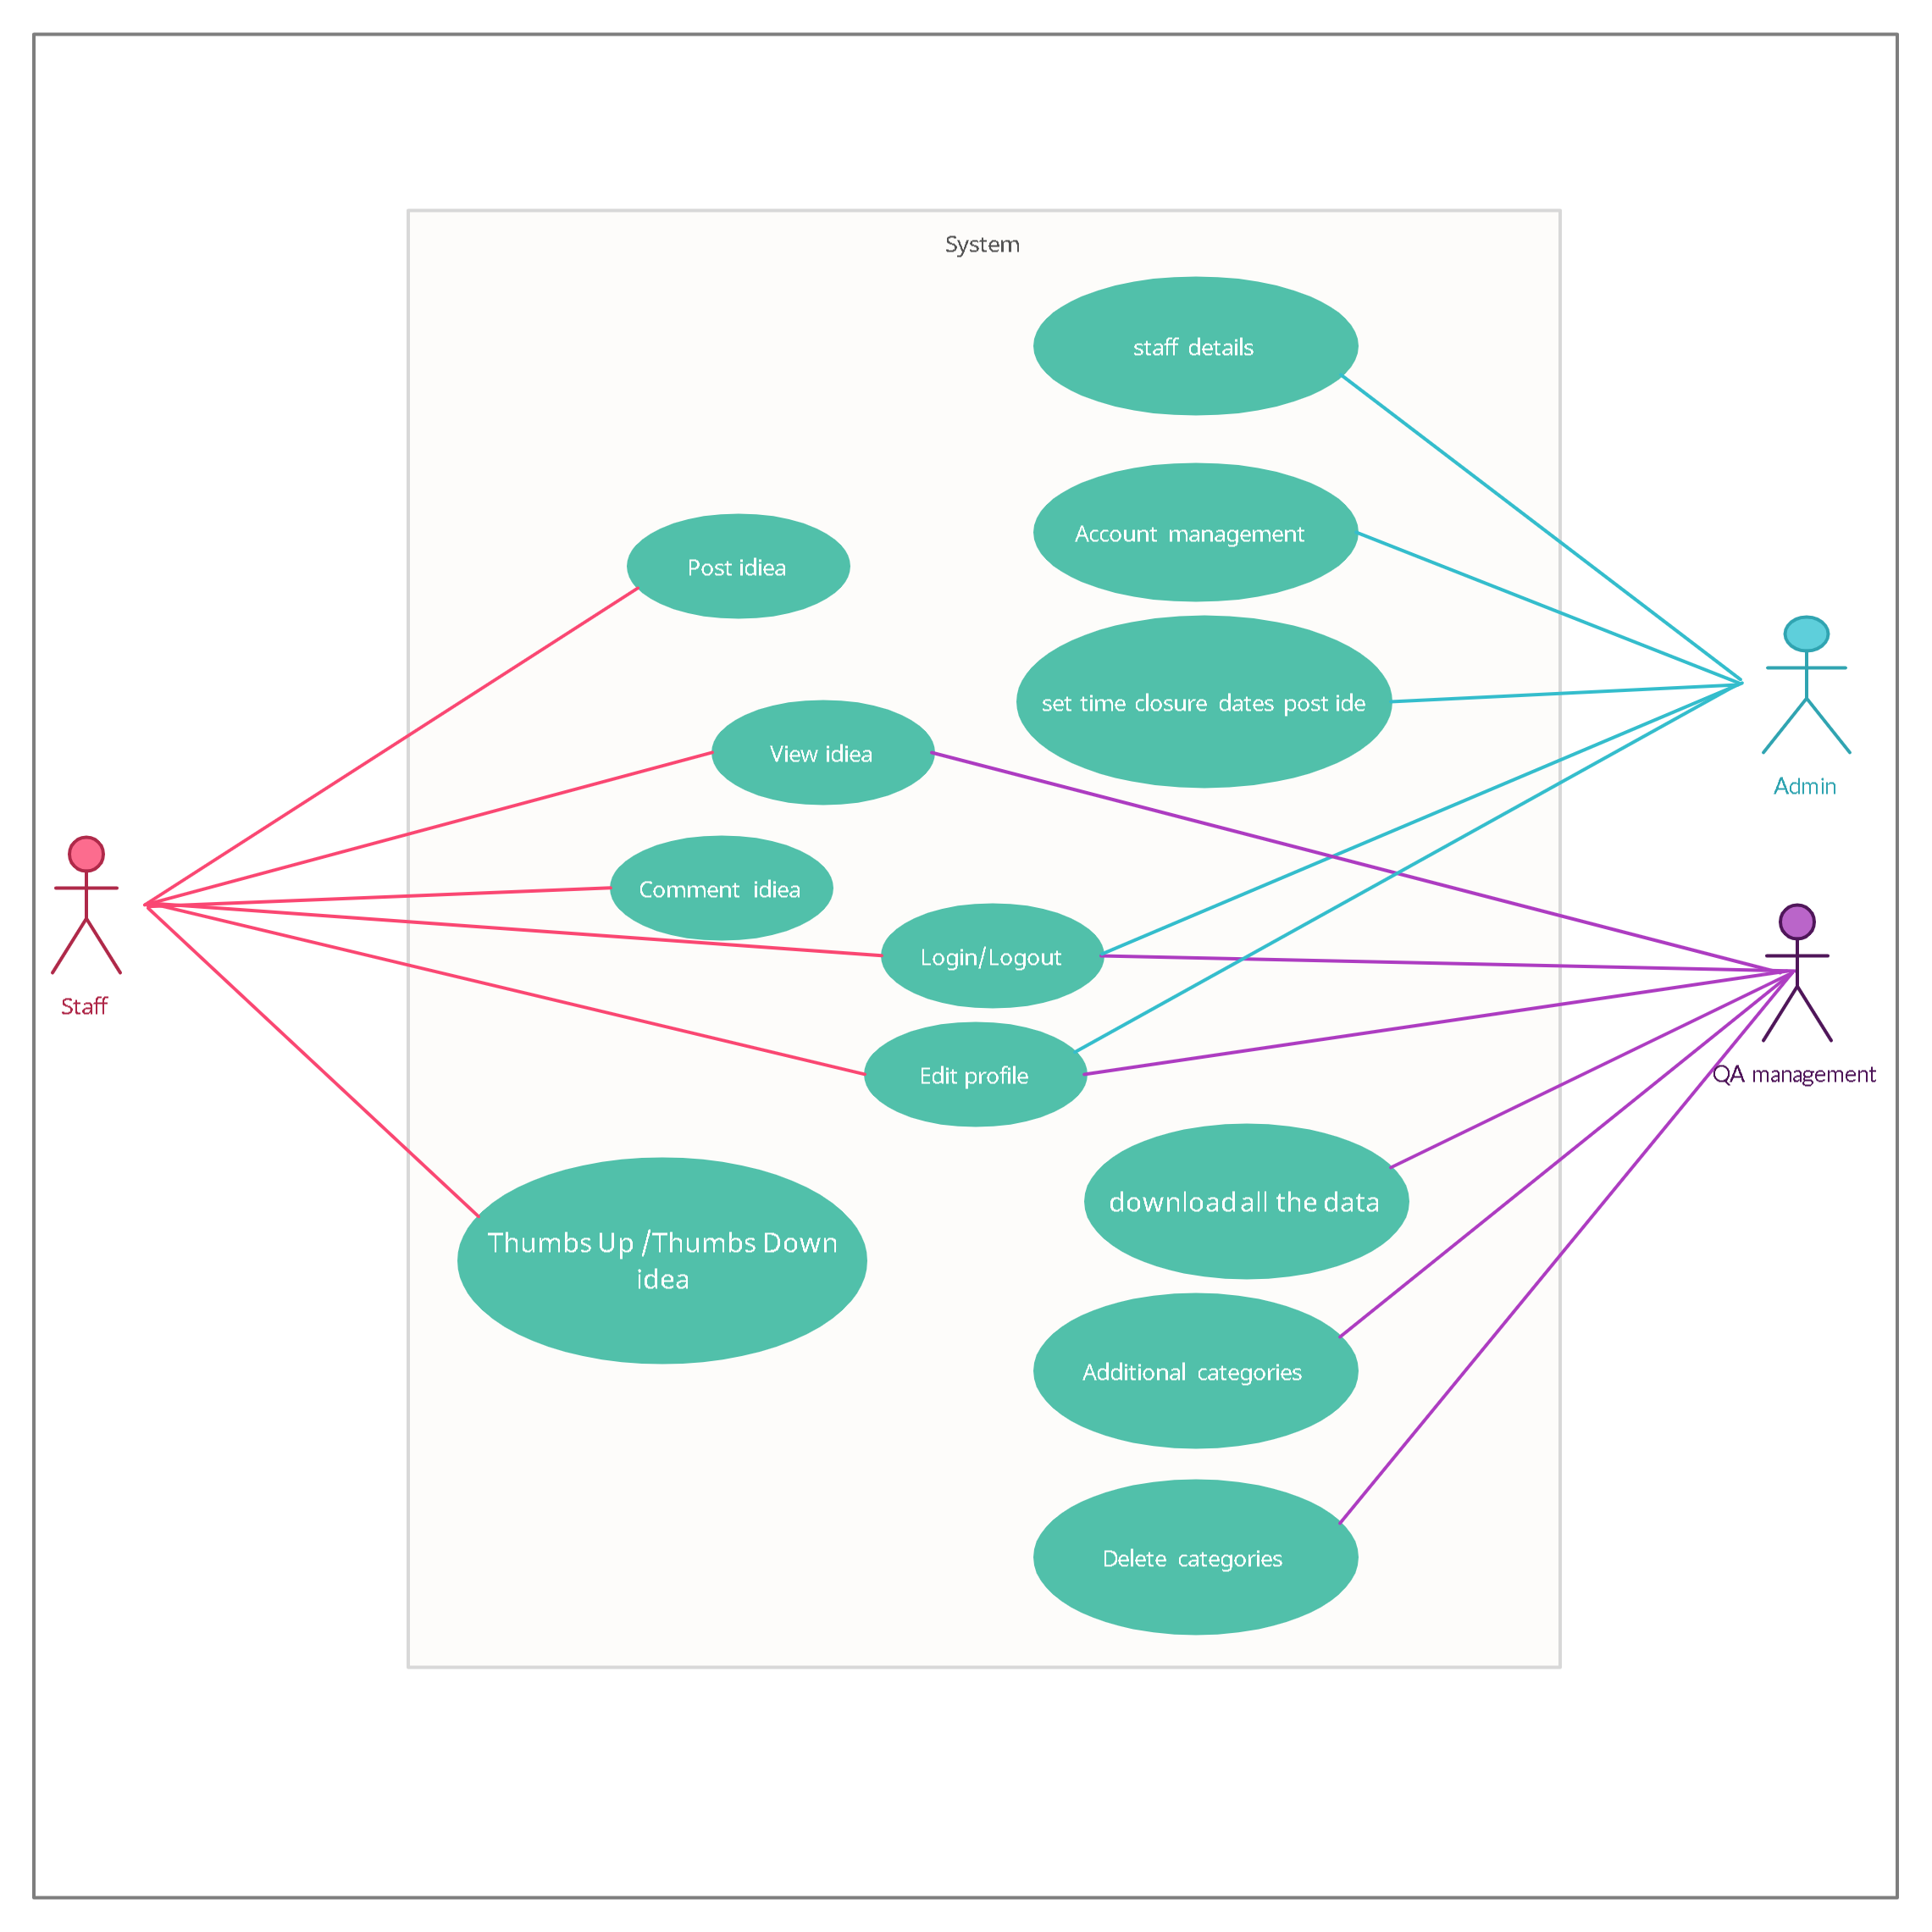 System
staff details
Account management
Post idiea
set time closure dates post ide
View idiea
Admin
Comment idiea
Login/Logout
Staff
Edit profile
QA management
download all the data
Thumbs Up /Thumbs Down
idea
Additional categories
Delete categories